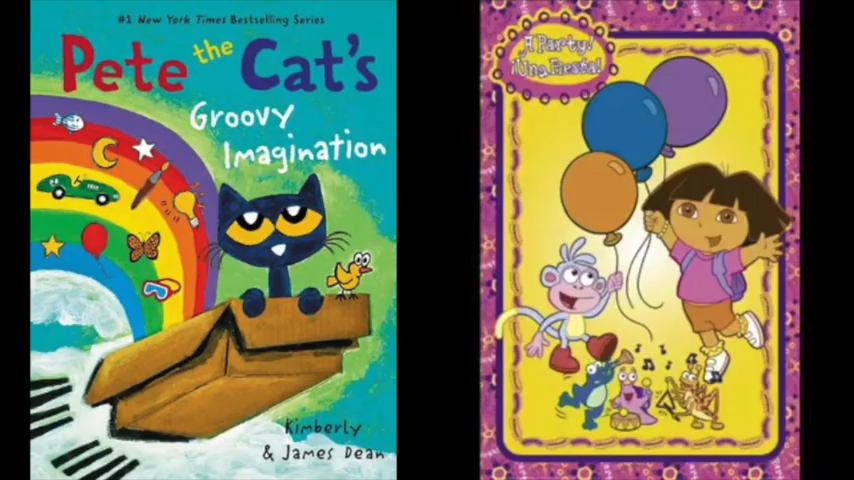 #1 New York Times Bestselling Series
Pete the Cat's
Groovy
Imagination
Kimberly
& James Dean
A Party!
¡Una Fiesta!